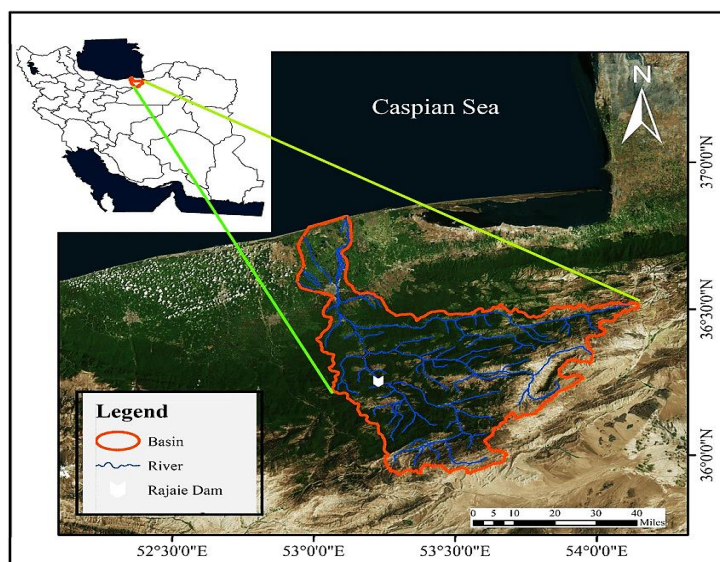 N
Caspian Sea
37°0'0"N
36°30'0"N
36°0'0"N
Legend
Basin
River
Rajaie Dam
0 5 10 20 30 40
Miles
52°30'0"E 53°0'0"E 53°30'0"E 54°0'0"E